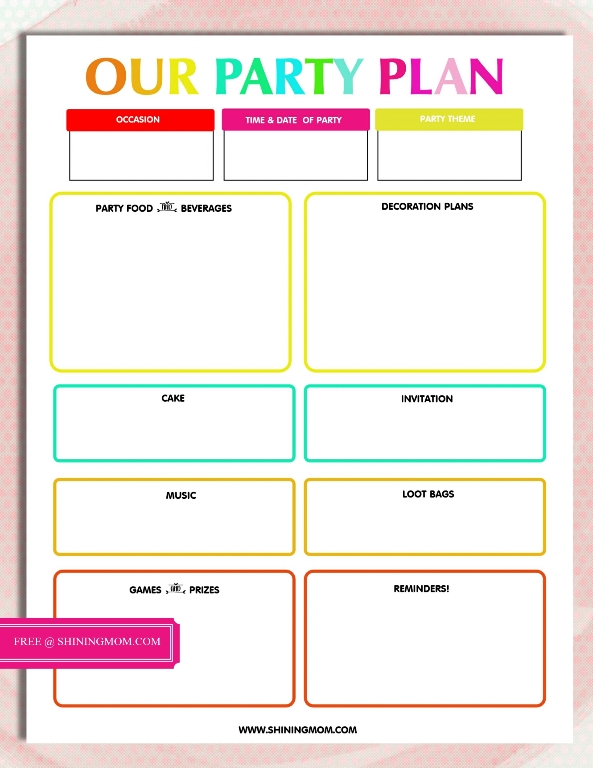 OUR PARTY PLAN
OCCASION
TIME & DATE OF PARTY
PARTY THEME
PARTY FOOD AND BEVERAGES
DECORATION PLANS
CAKE
INVITATION
MUSIC
LOOT BAGS
GAMES AND PRIZES
REMINDERS!
FREE @ SHININGMOM.COM
WWW.SHININGMOM.COM